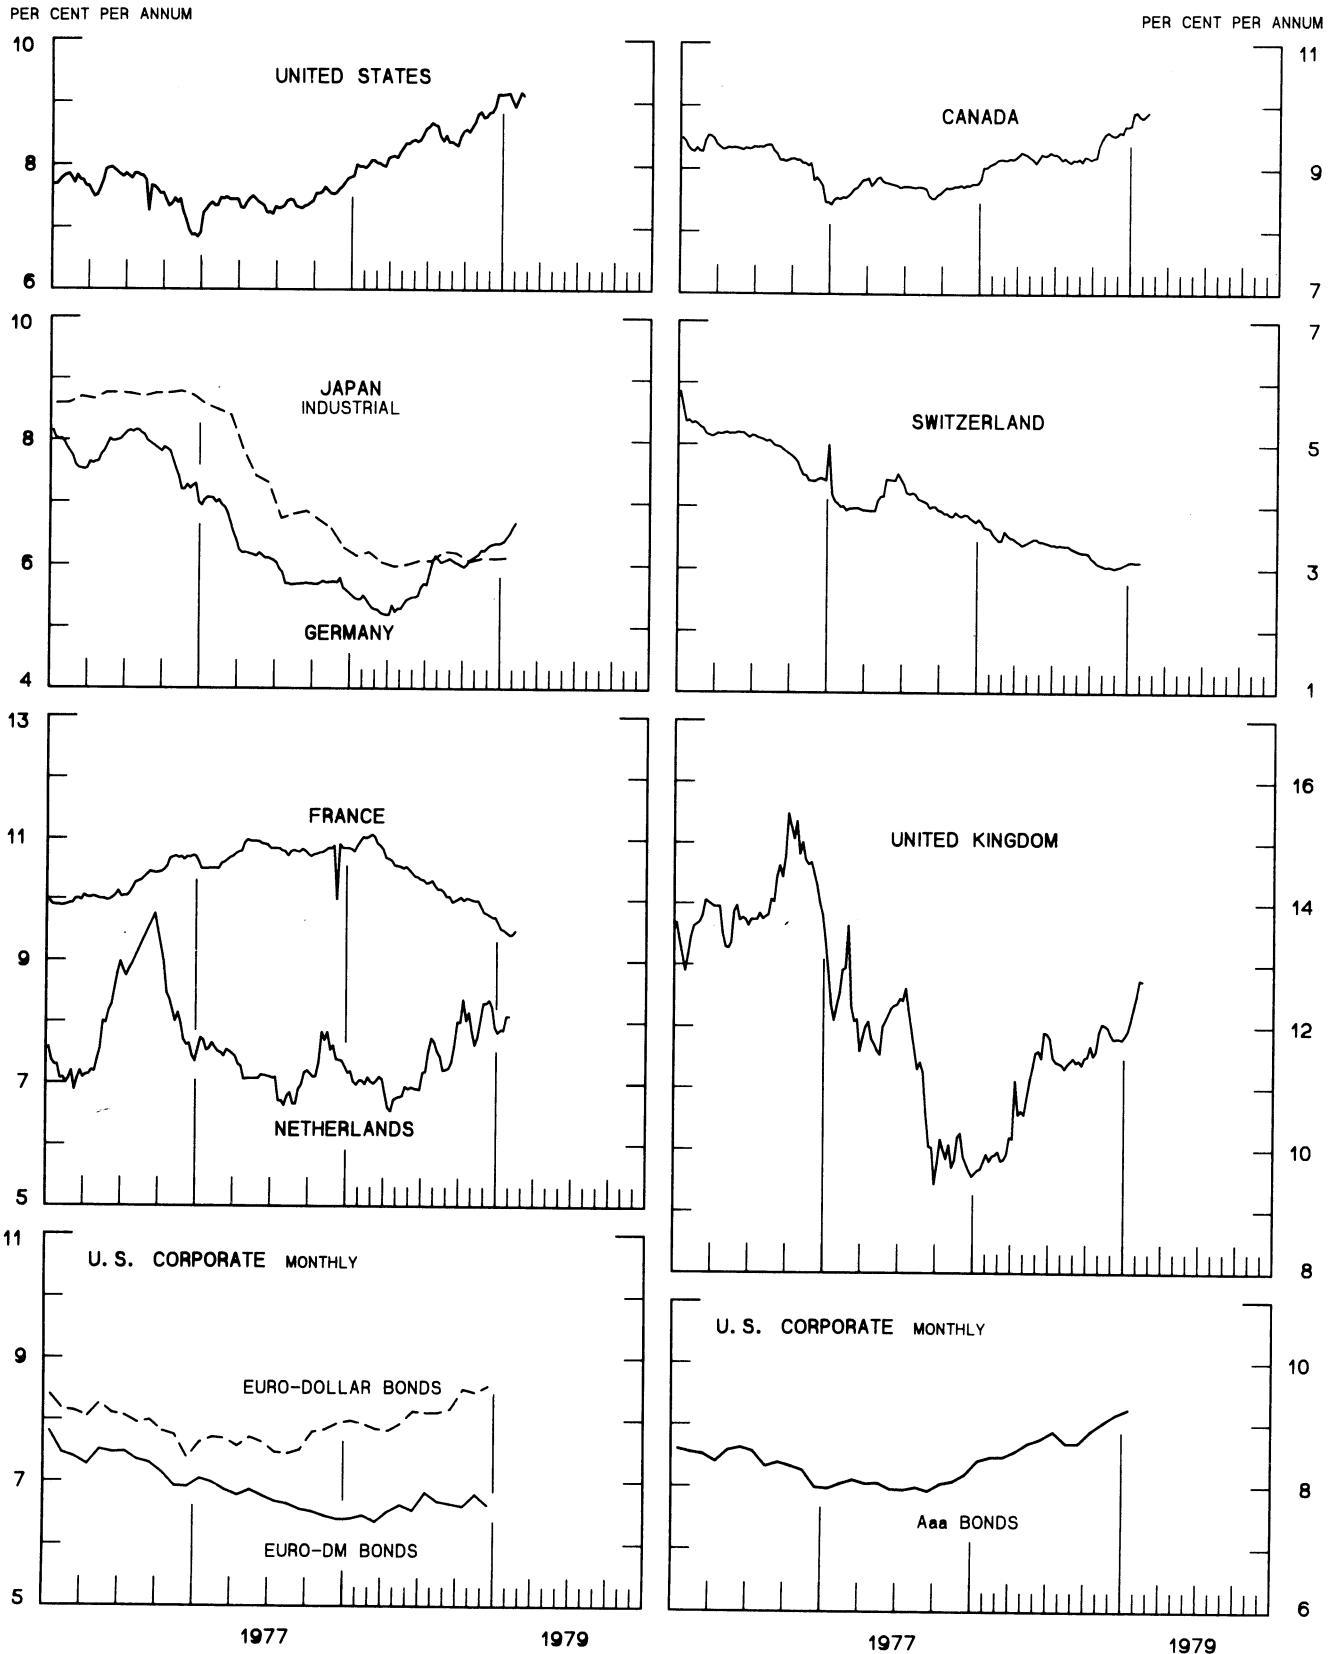 PER CENT PER ANNUM
PER CENT PER ANNUM
10
UNITED STATES
8
6
11
CANADA
9
7
10
JAPAN
INDUSTRIAL
8
6
GERMANY
4
7
SWITZERLAND
5
3
1
13
FRANCE
11
9
7
NETHERLANDS
5
16
UNITED KINGDOM
14
12
10
8
11
U.S. CORPORATE MONTHLY
9
EURO-DOLLAR BONDS
7
EURO-DM BONDS
5
1977
1979
U.S. CORPORATE MONTHLY
10
8
Aaa BONDS
6
1977
1979